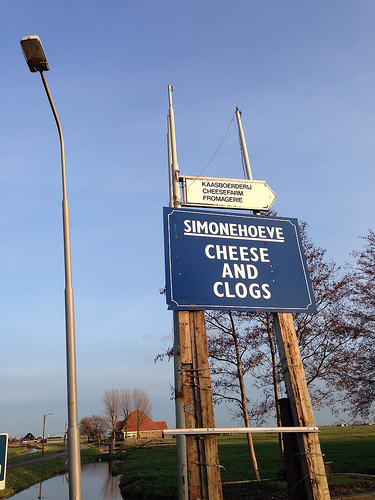 KAASBOERDERIJ
CHEESEFARM
FROMAGERIE
SIMONEHOEVE
CHEESE
AND
CLOGS